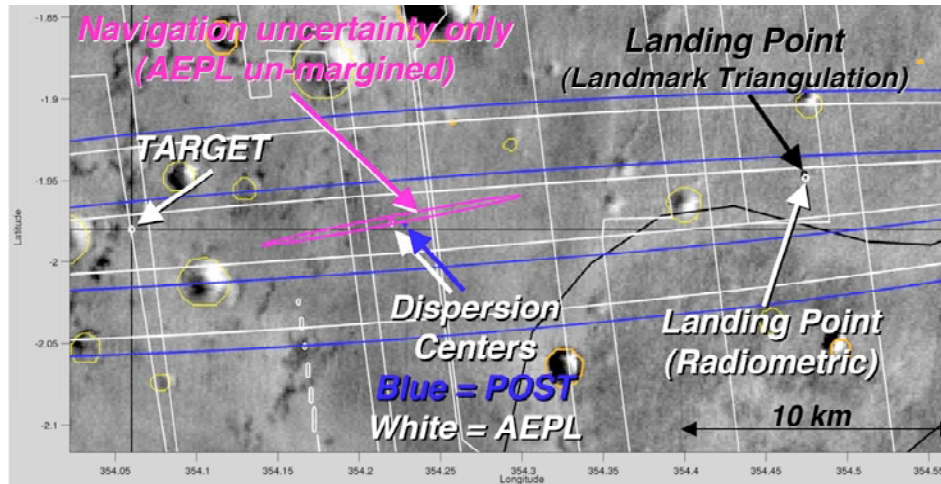 -1.85
Navigation uncertainty only
(AEPL un-margined)
Landing Point
(Landmark Triangulation)
-1.9
TARGET
-1.95
Latitude
-2
Dispersion
Centers
Blue = POST
White = AEPL
Landing Point
(Radiometric)
-2.05
10 km
-2.1
354.05
354.1
354.15
354.2
354.25
354.3
354.35
354.4
354.45
354.5
354.55
Longitude